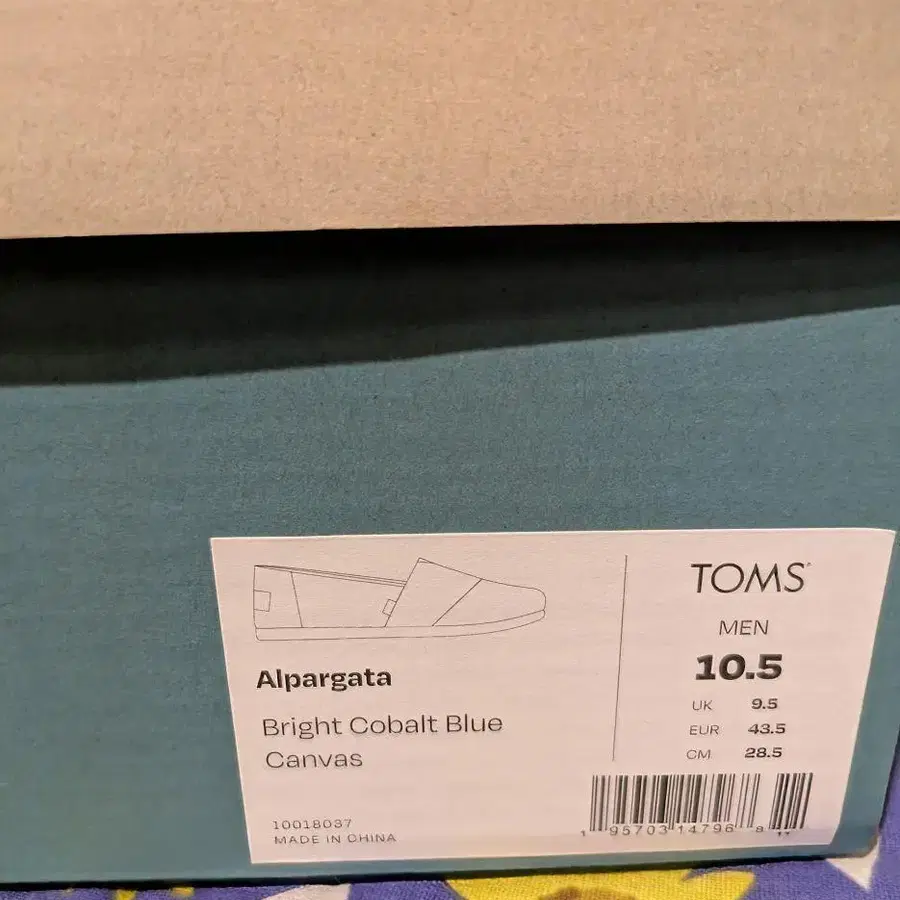 Alpargata
Bright Cobalt Blue
Canvas
10018037
MADE IN CHINA
TOMS
MEN
10.5
UK 9.5
EUR 43.5
CM 28.5
1 95703 14796 8